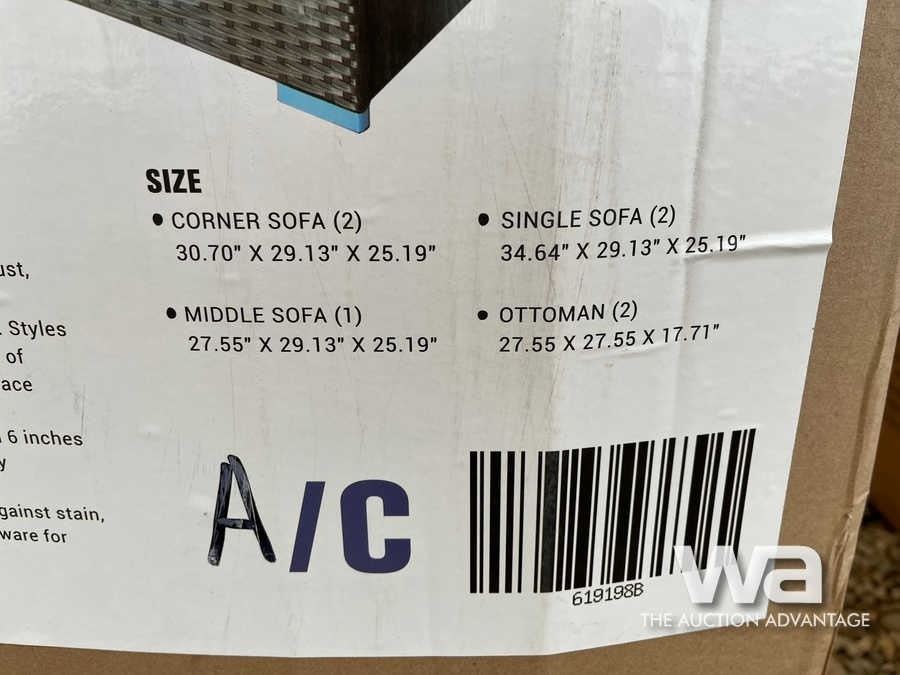 SIZE
• CORNER SOFA (2)
30.70" X 29.13" X 25.19"
• SINGLE SOFA (2)
34.64" X 29.13" X 25.19"
• MIDDLE SOFA (1)
27.55" X 29.13" X 25.19"
• OTTOMAN (2)
27.55 X 27.55 X 17.71"
ust,
. Styles
of
ace
6 inches
y
gainst stain,
ware for
A/C
619198B
wa
THE AUCTION ADVANTAGE